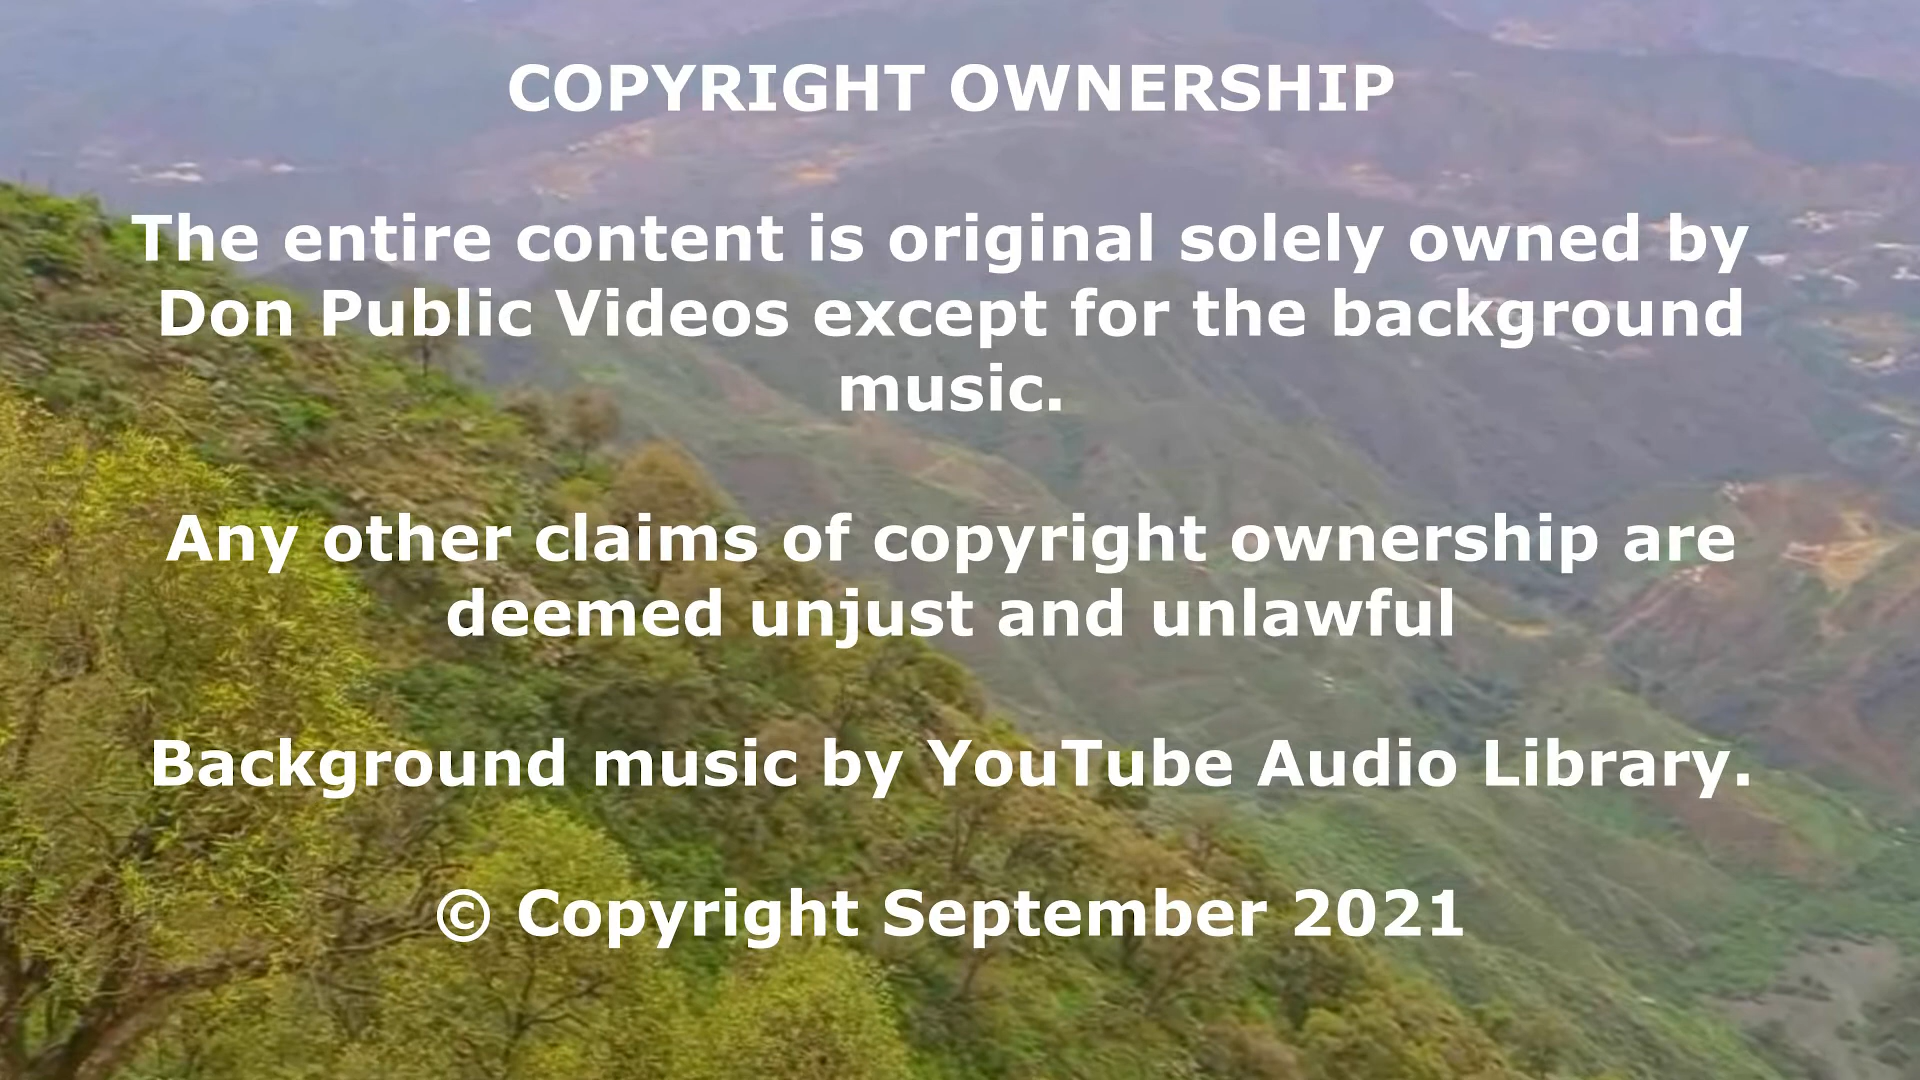 COPYRIGHT OWNERSHIP
The entire content is original solely owned by
Don Public Videos except for the background
music.
Any other claims of copyright ownership are
deemed unjust and unlawful
Background music by YouTube Audio Library.
© Copyright September 2021